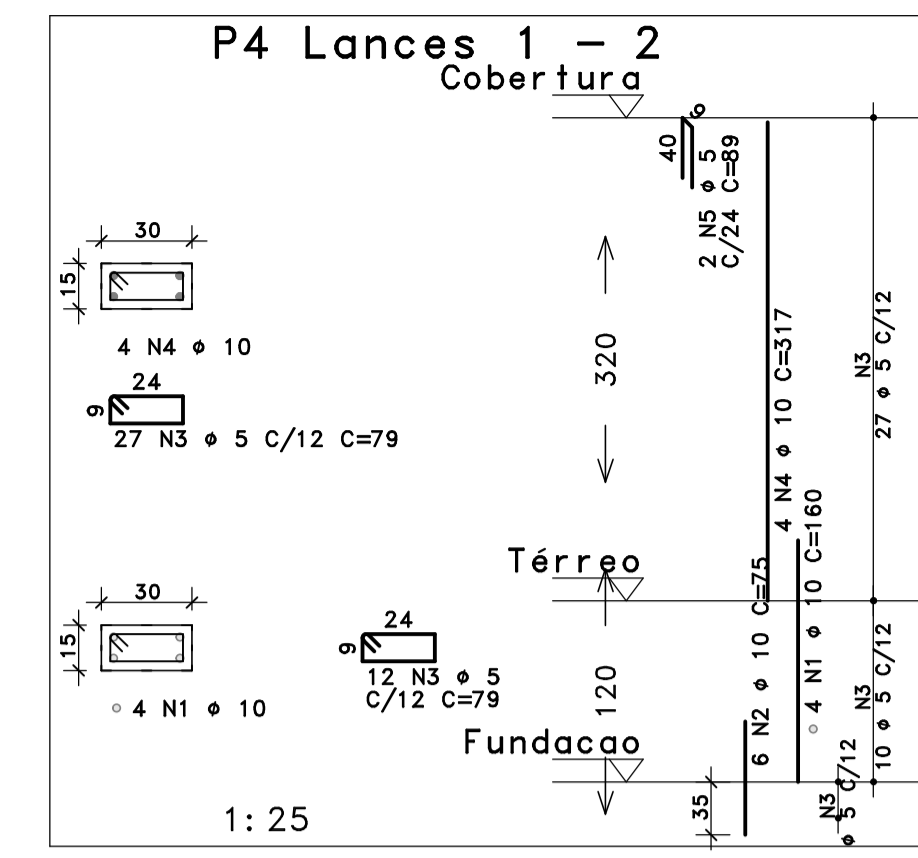 P4 Lances 1 - 2
Cobertura
9
40
2 N5 ø 5
C/24 C=89
30
15
4 N4 ø 10
24
9
27 N3 ø 5 C/12 C=79
320
4 N4 ø 10 C=317
N3
27 ø 5 C/12
Térreo
30
15
4 N1 ø 10
24
9
12 N3 ø 5
C/12 C=79
120
6 N2 ø 10 C=75
4 N1 ø 10 C=160
N3
10 ø 5 C/12
Fundacao
35
N3
ø 5 C/12
1:25